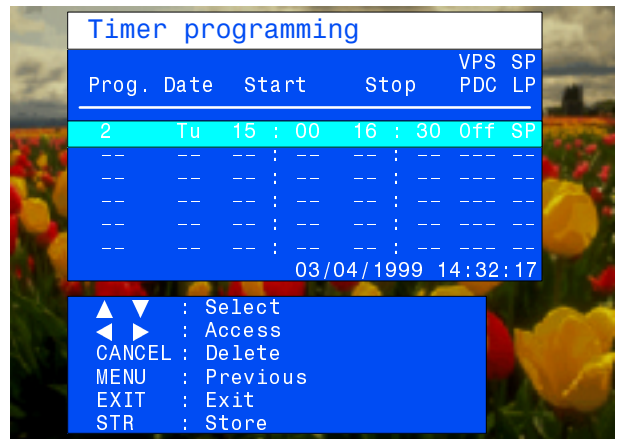 Timer programming
VPS SP
Prog. Date Start Stop PDC LP
2 Tu 15 : 00 16 : 30 Off SP
-- -- -- : -- -- : -- --- --
-- -- -- : -- -- : -- --- --
-- -- -- : -- -- : -- --- --
-- -- -- : -- -- : -- --- --
-- -- -- : -- -- : -- --- --
03/04/1999 14:32:17
▲ ▼ : Select
◀ ▶ : Access
CANCEL : Delete
MENU : Previous
EXIT : Exit
STR : Store